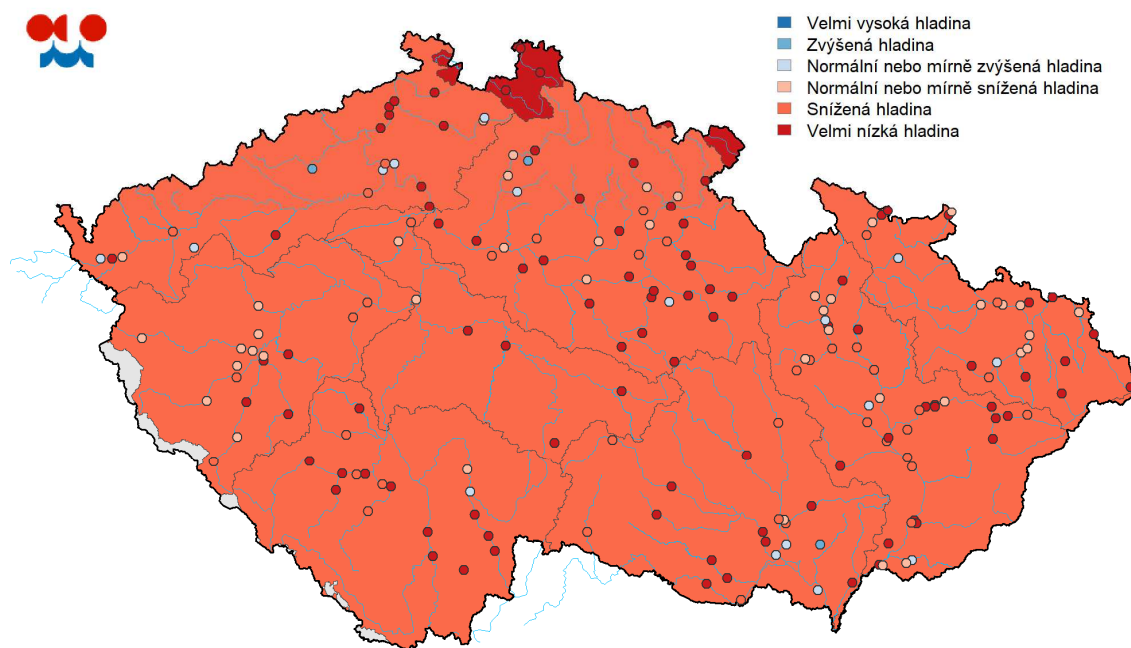 Velmi vysoká hladina
Zvýšená hladina
Normální nebo mírně zvýšená hladina
Normální nebo mírně snížená hladina
Snížená hladina
Velmi nízká hladina